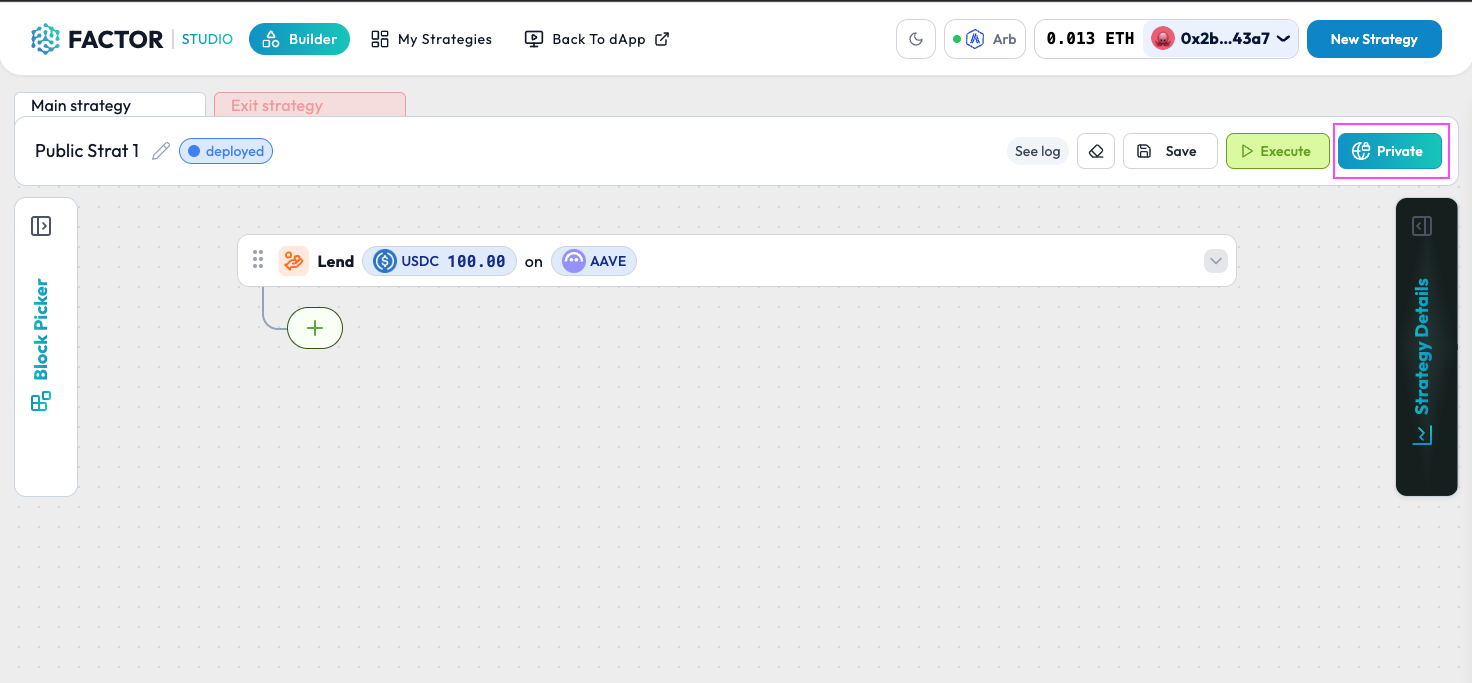 FACTOR STUDIO Builder My Strategies Back To dApp Arb 0.013 ETH 0x2b...43a7 New Strategy
Main strategy Exit strategy
Public Strat 1 deployed See log Save Execute Private
Lend USDC 100.00 on AAVE
Block Picker
Strategy Details